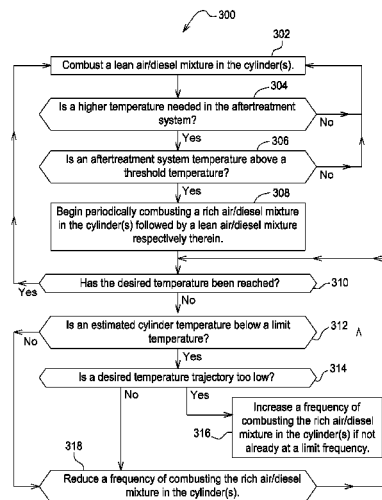 300
302
Combust a lean air/diesel mixture in the cylinder(s).
304
Is a higher temperature needed in the aftertreatment
system?
No
Yes
306
Is an aftertreatment system temperature above a
threshold temperature?
No
Yes
308
Begin periodically combusting a rich air/diesel mixture
in the cylinder(s) followed by a lean air/diesel mixture
respectively therein.
Has the desired temperature been reached?
310
Yes
No
Is an estimated cylinder temperature below a limit
temperature?
312
No
Yes
314
Is a desired temperature trajectory too low?
No
Yes
Increase a frequency of
combusting the rich air/diesel
mixture in the cylinder(s) if not
already at a limit frequency.
316
318
Reduce a frequency of combusting the rich air/diesel
mixture in the cylinder(s).